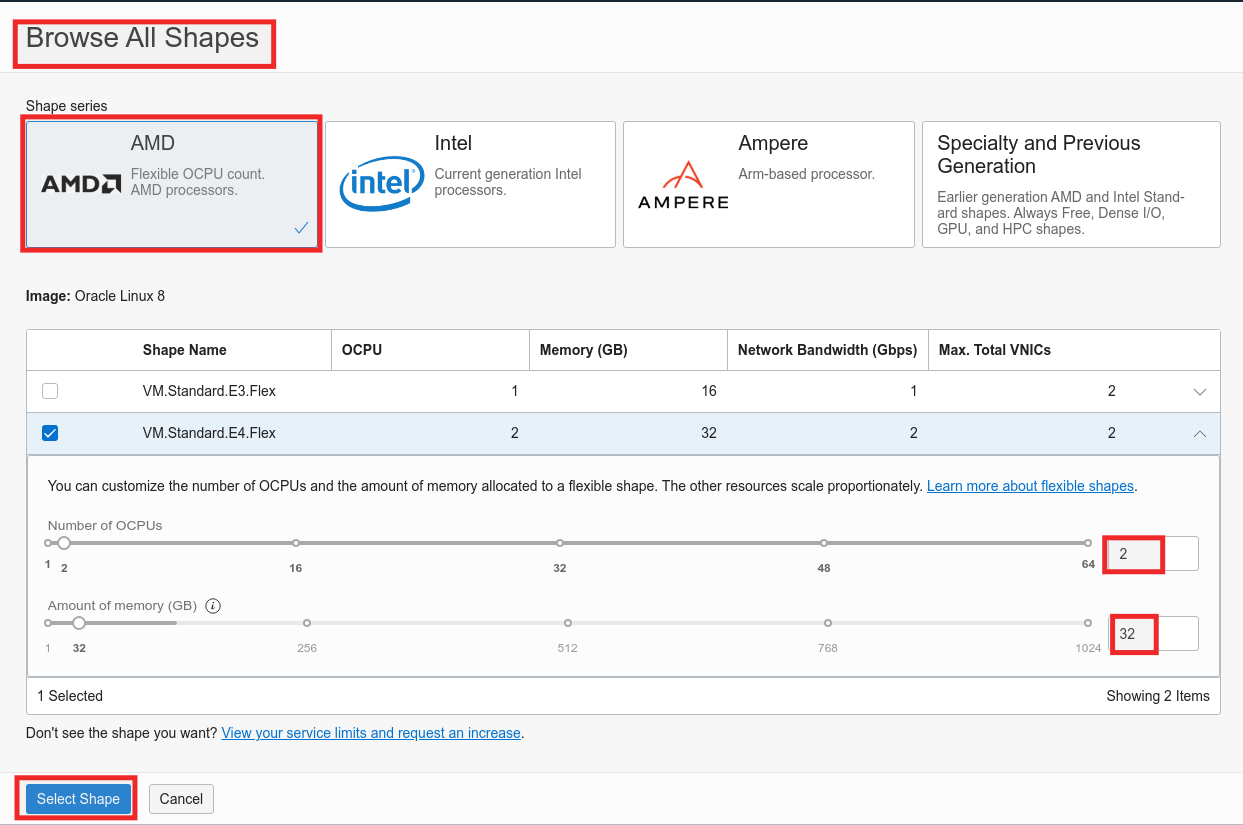 Browse All Shapes
Shape series
AMD
AMD
Flexible OCPU count.
AMD processors.
intel
Intel
Current generation Intel
processors.
AMPERE
Ampere
Arm-based processor.
Specialty and Previous
Generation
Earlier generation AMD and Intel Stand-
ard shapes. Always Free, Dense I/O,
GPU, and HPC shapes.
Image: Oracle Linux 8
Shape Name OCPU Memory (GB) Network Bandwidth (Gbps) Max. Total VNICs
VM.Standard.E3.Flex 1 16 1 2
VM.Standard.E4.Flex 2 32 2 2
You can customize the number of OCPUs and the amount of memory allocated to a flexible shape. The other resources scale proportionately. Learn more about flexible shapes.
Number of OCPUs
1 2 16 32 48 64
2
Amount of memory (GB) i
1 32 256 512 768 1024
32
1 Selected Showing 2 Items
Don't see the shape you want? View your service limits and request an increase.
Select Shape Cancel